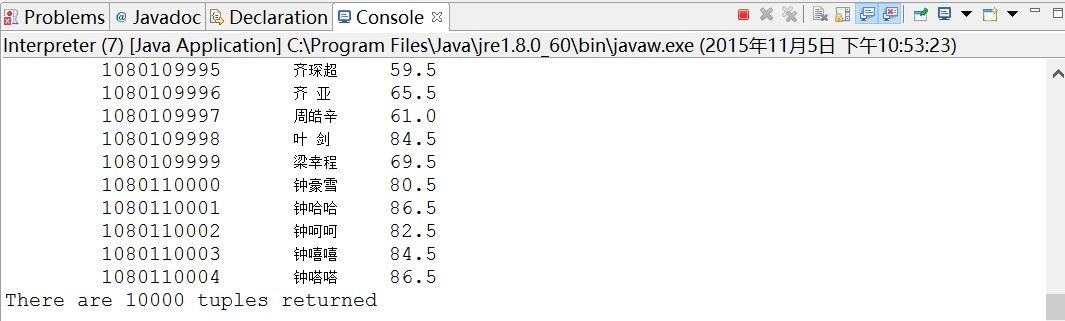 Problems @ Javadoc Declaration Console
Interpreter (7) [Java Application] C:\Program Files\Java\jre1.8.0_60\bin\javaw.exe (2015年11月5日 下午10:53:23)
1080109995 齐琛超 59.5
1080109996 齐 亚 65.5
1080109997 周皓辛 61.0
1080109998 叶 剑 84.5
1080109999 梁幸程 69.5
1080110000 钟豪雪 80.5
1080110001 钟哈哈 86.5
1080110002 钟呵呵 82.5
1080110003 钟嘻嘻 84.5
1080110004 钟嗒嗒 86.5
There are 10000 tuples returned